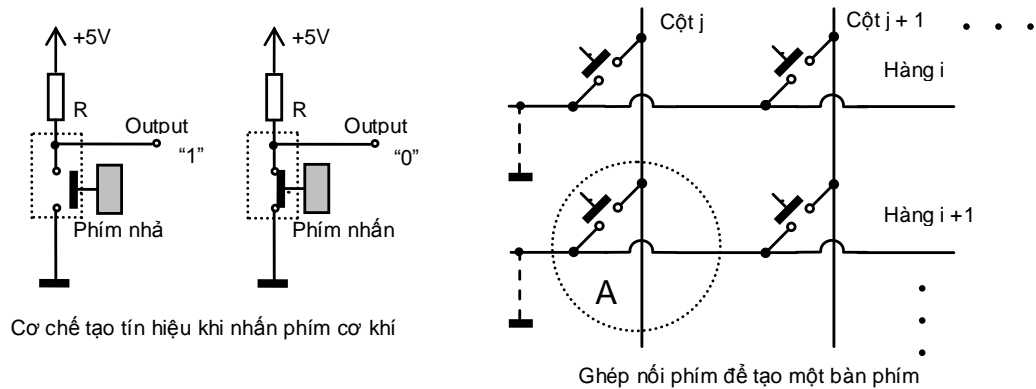 +5V
R
Output
“1”
Phím nhả
+5V
R
Output
“0”
Phím nhấn
Cơ chế tạo tín hiệu khi nhấn phím cơ khí
Cột j
Cột j + 1
Hàng i
Hàng i +1
A
Ghép nối phím để tạo một bàn phím